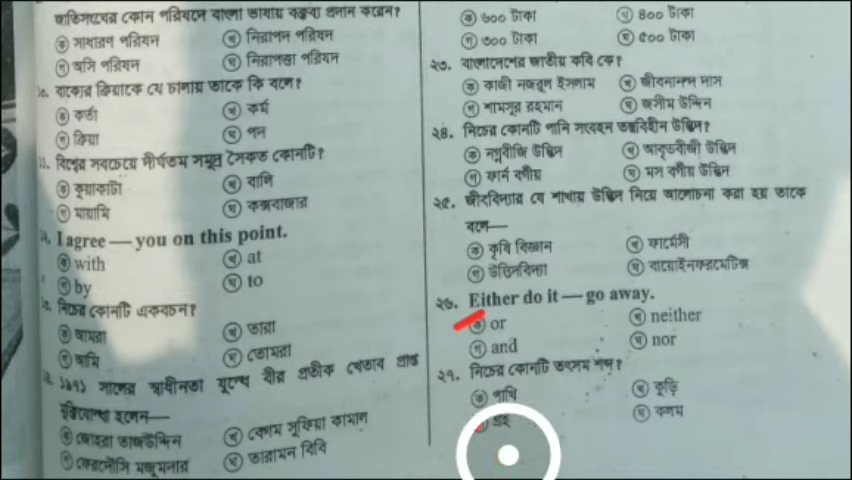 জাতিসংঘের কোন পরিষদে বাংলা ভাষায় বক্তব্য প্রদান করেন?
ক সাধারণ পরিষদ খ নিরাপদ পরিষদ
গ অসি পরিষদ ঘ নিরাপত্তা পরিষদ
১০. বাক্যের ক্রিয়াকে যে চালায় তাকে কি বলে?
ক কর্তা খ কর্ম
গ ক্রিয়া ঘ পদ
১১. বিশ্বের সবচেয়ে দীর্ঘতম সমুদ্র সৈকত কোনটি?
ক কুয়াকাটা খ বালি
গ মায়ামি ঘ কক্সবাজার
১২. I agree — you on this point.
ক with খ at
গ by ঘ to
১৩. নিচের কোনটি একবচন?
ক আমরা খ তারা
গ আমি ঘ তোমরা
১৯৭১ সালের স্বাধীনতা যুদ্ধে বীর প্রতীক খেতাব প্রাপ্ত
মুক্তিযোদ্ধা হলেন—
ক জোহরা তাজউদ্দিন খ বেগম সুফিয়া কামাল
গ ফেরদৌসি মজুমদার ঘ তারামন বিবি
ক ৬০০ টাকা খ ৪০০ টাকা
গ ৩০০ টাকা ঘ ৫০০ টাকা
২৩. বাংলাদেশের জাতীয় কবি কে?
ক কাজী নজরুল ইসলাম খ জীবনানন্দ দাস
গ শামসুর রহমান ঘ জসীম উদ্দিন
২৪. নিচের কোনটি পানি সংবহন তন্ত্রবিহীন উদ্ভিদ?
ক নগ্নবীজি উদ্ভিদ খ আবৃতবীজী উদ্ভিদ
গ ফার্ন বর্গীয় ঘ মস বর্গীয় উদ্ভিদ
২৫. জীববিদ্যার যে শাখায় উদ্ভিদ নিয়ে আলোচনা করা হয় তাকে
বলে—
ক কৃষি বিজ্ঞান খ ফার্মেসী
গ উদ্ভিদবিদ্যা ঘ বায়োইনফরমেটিক্স
২৬. Either do it — go away.
ক or খ neither
গ and ঘ nor
২৭. নিচের কোনটি তৎসম শব্দ?
ক পাখি খ কুড়ি
গ গ্রহ ঘ কলম